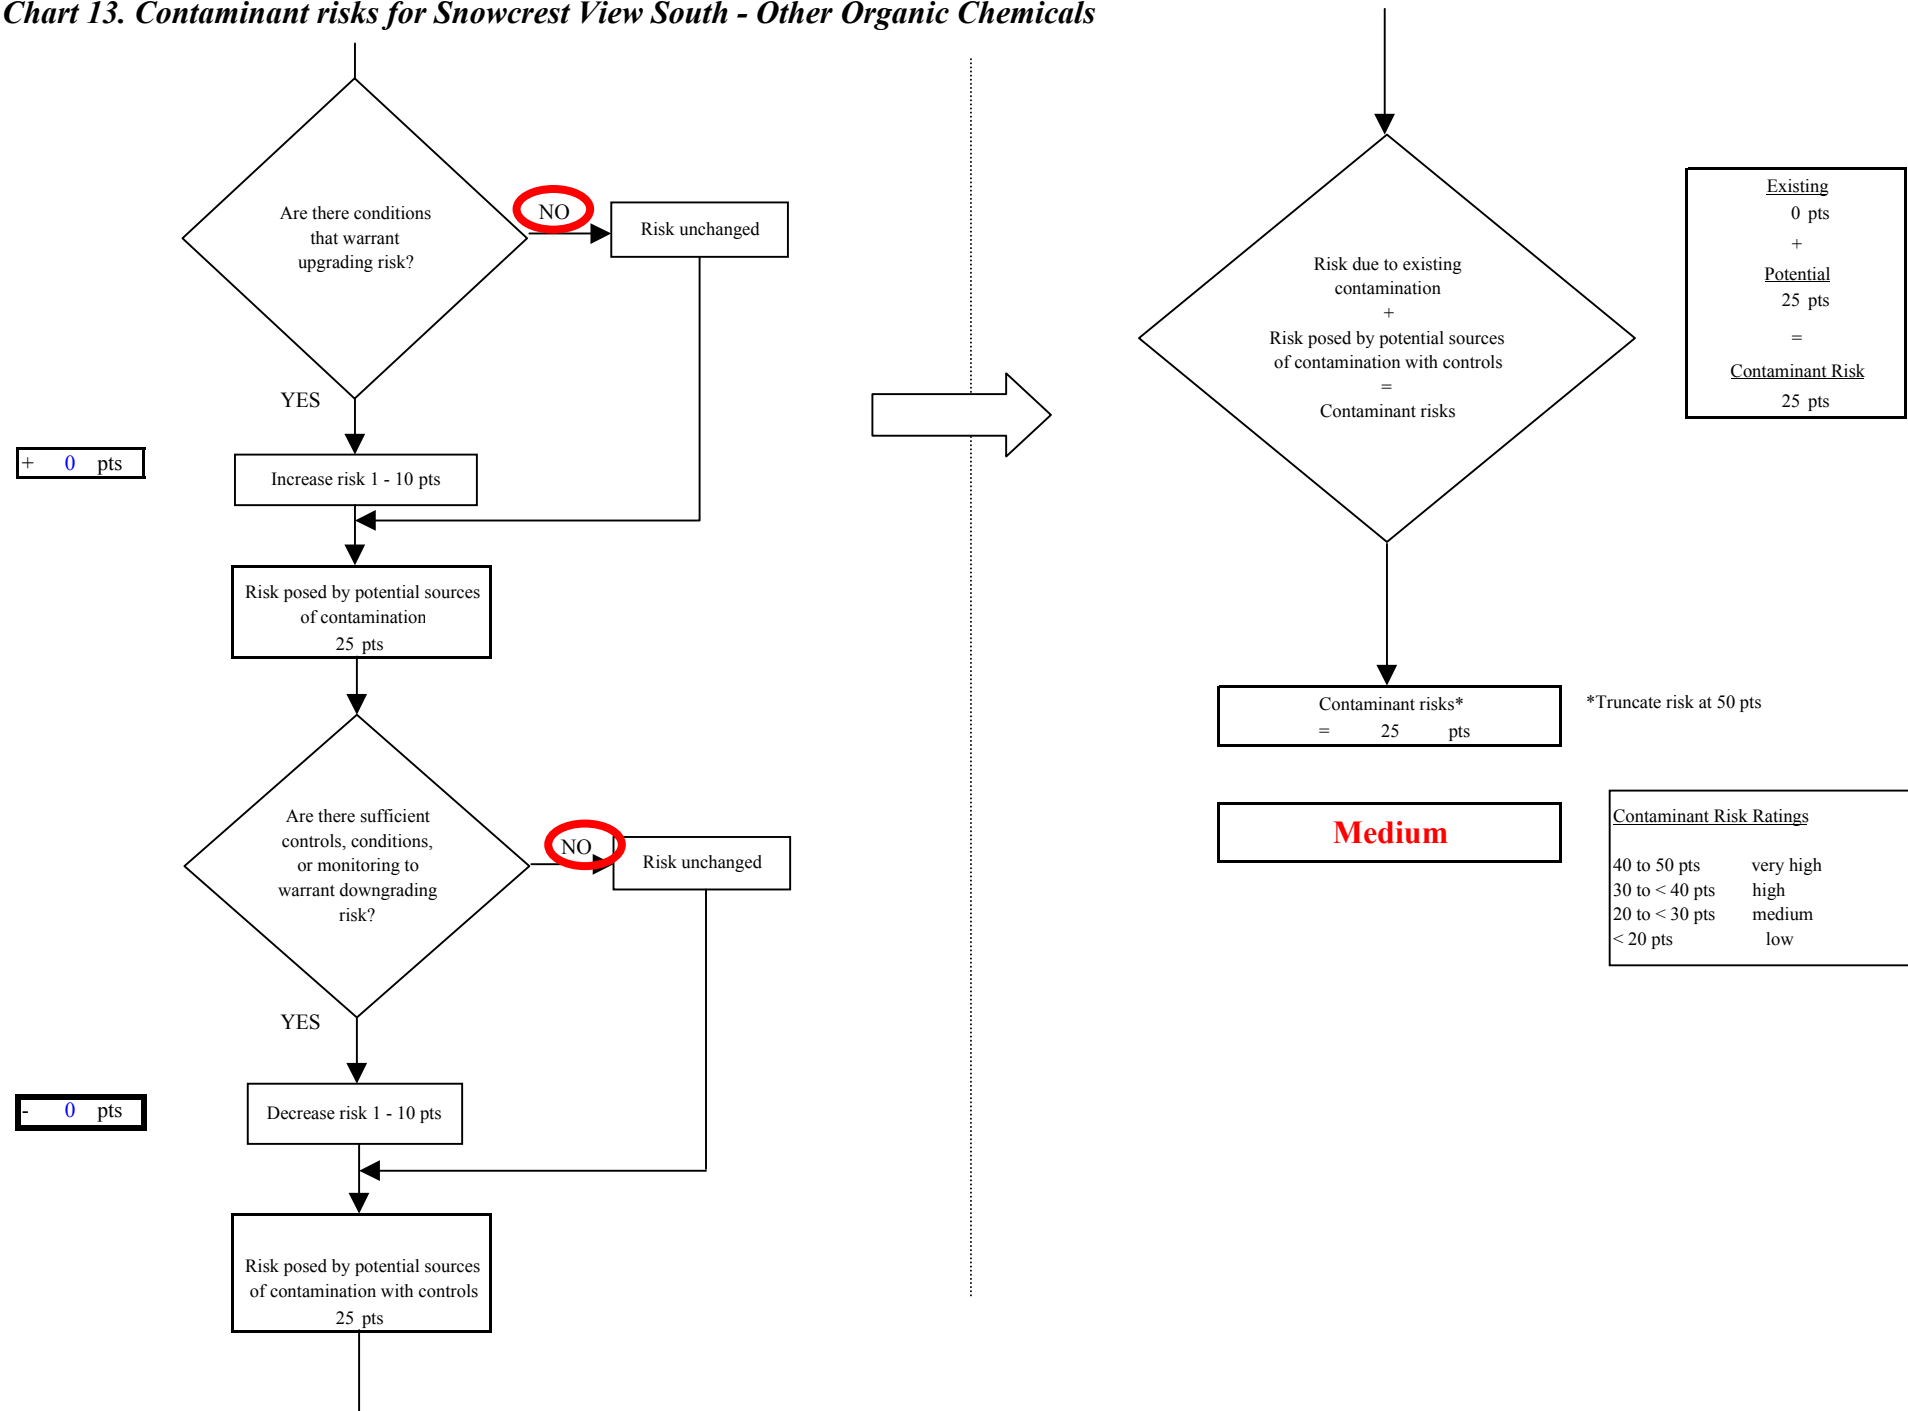 Chart 13. Contaminant risks for Snowcrest View South - Other Organic Chemicals
Are there conditions
that warrant
upgrading risk?
NO
Risk unchanged
YES
+ 0 pts
Increase risk 1 - 10 pts
Risk posed by potential sources
of contamination
25 pts
Are there sufficient
controls, conditions,
or monitoring to
warrant downgrading
risk?
NO
Risk unchanged
YES
- 0 pts
Decrease risk 1 - 10 pts
Risk posed by potential sources
of contamination with controls
25 pts
Risk due to existing
contamination
+
Risk posed by potential sources
of contamination with controls
=
Contaminant risks
Existing
0 pts
+
Potential
25 pts
=
Contaminant Risk
25 pts
Contaminant risks*
= 25 pts
*Truncate risk at 50 pts
Medium
Contaminant Risk Ratings
40 to 50 pts very high
30 to < 40 pts high
20 to < 30 pts medium
< 20 pts low